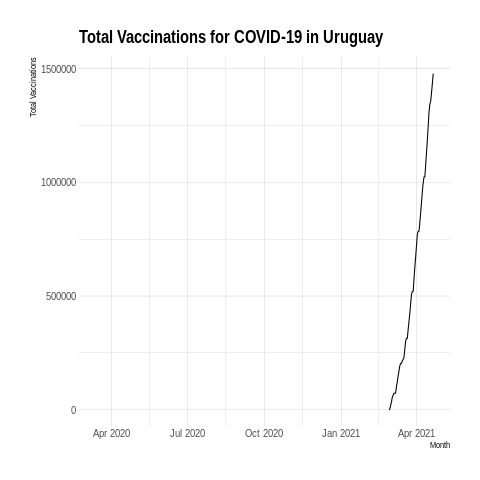 Total Vaccinations for COVID-19 in Uruguay
Total Vaccinations
1500000
1000000
500000
0
Apr 2020 Jul 2020 Oct 2020 Jan 2021 Apr 2021
Month